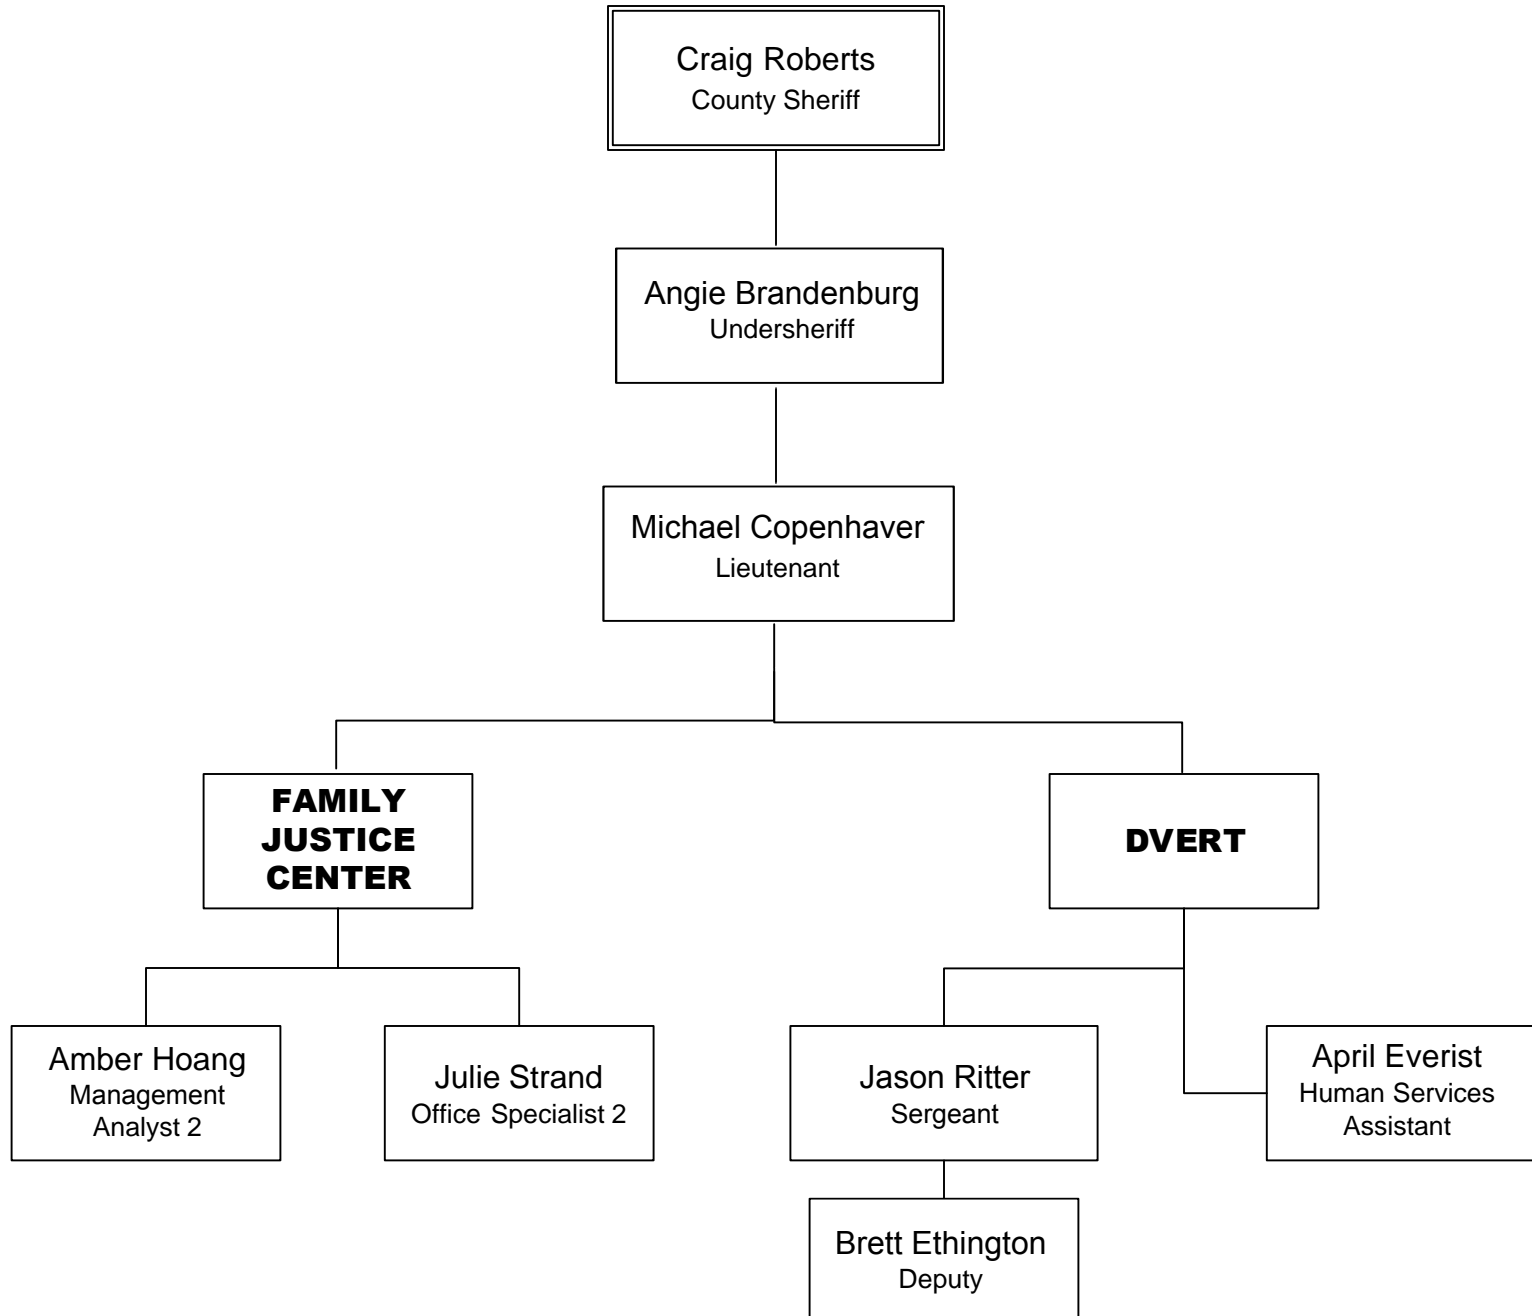 Craig Roberts
County Sheriff
Angie Brandenburg
Undersheriff
Michael Copenhaver
Lieutenant
FAMILY
JUSTICE
CENTER
DVERT
Amber Hoang
Management
Analyst 2
Julie Strand
Office Specialist 2
Jason Ritter
Sergeant
April Everist
Human Services
Assistant
Brett Ethington
Deputy